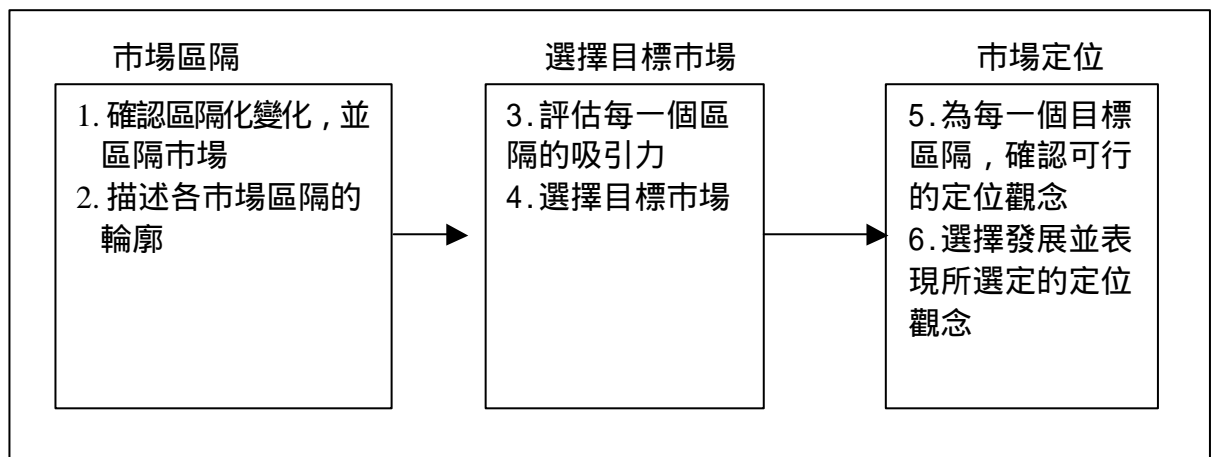 市場區隔
1. 確認區隔化變化，並
區隔市場
2. 描述各市場區隔的
輪廓
選擇目標市場
3.評估每一個區
隔的吸引力
4.選擇目標市場
市場定位
5.為每一個目標
區隔，確認可行
的定位觀念
6.選擇發展並表
現所選定的定位
觀念